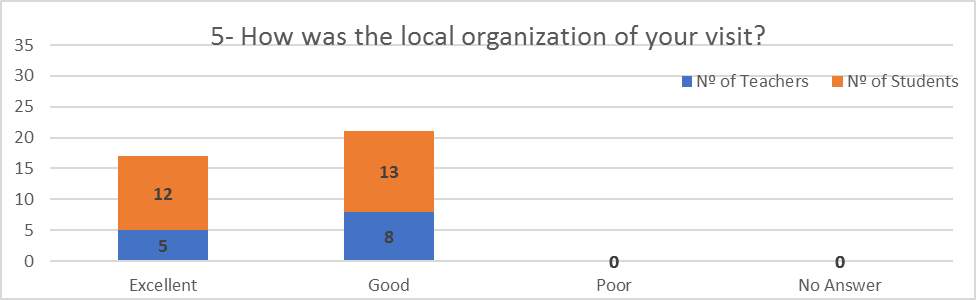 5- How was the local organization of your visit?
35
30
25
20
15
10
5
0
Nº of Teachers
Nº of Students
12
5
13
8
0
0
Excellent
Good
Poor
No Answer